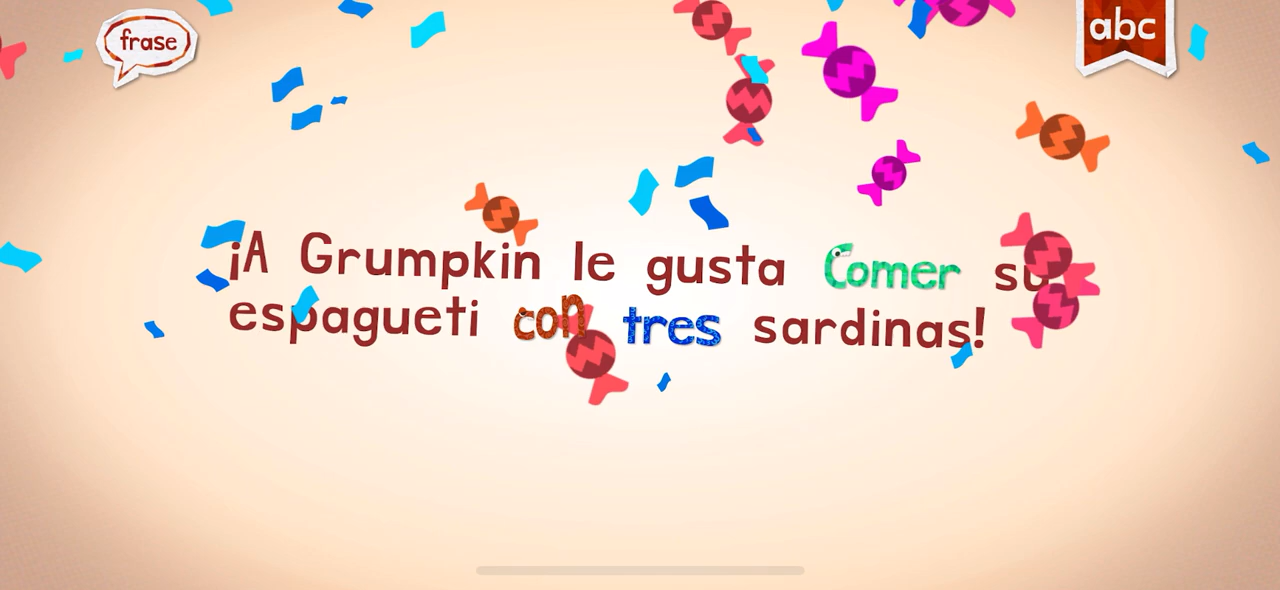 frase
abc
¡A Grumpkin le gusta Comer su
espagueti con tres sardinas!